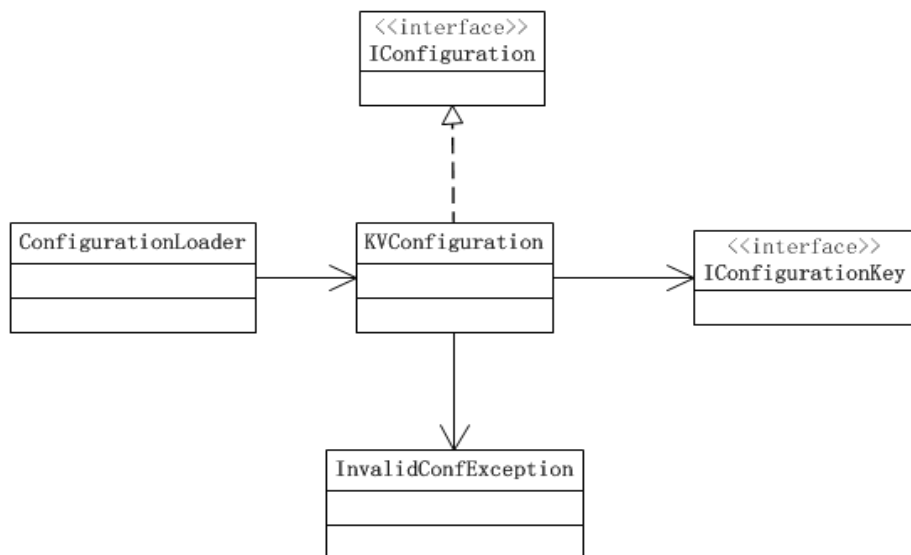 <<interface>>
IConfiguration
ConfigurationLoader
KVConfiguration
<<interface>>
IConfigurationKey
InvalidConfException